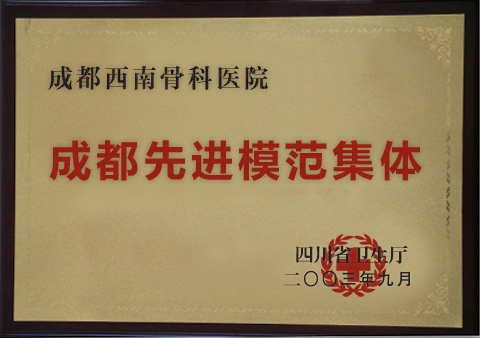 成都西南骨科医院
成都先进模范集体
四川省卫生厅
二〇〇三年九月